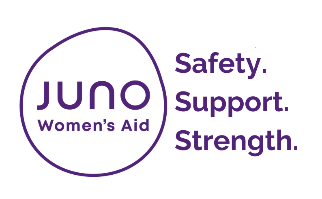 JUNO
Women's Aid
Safety.
Support.
Strength.